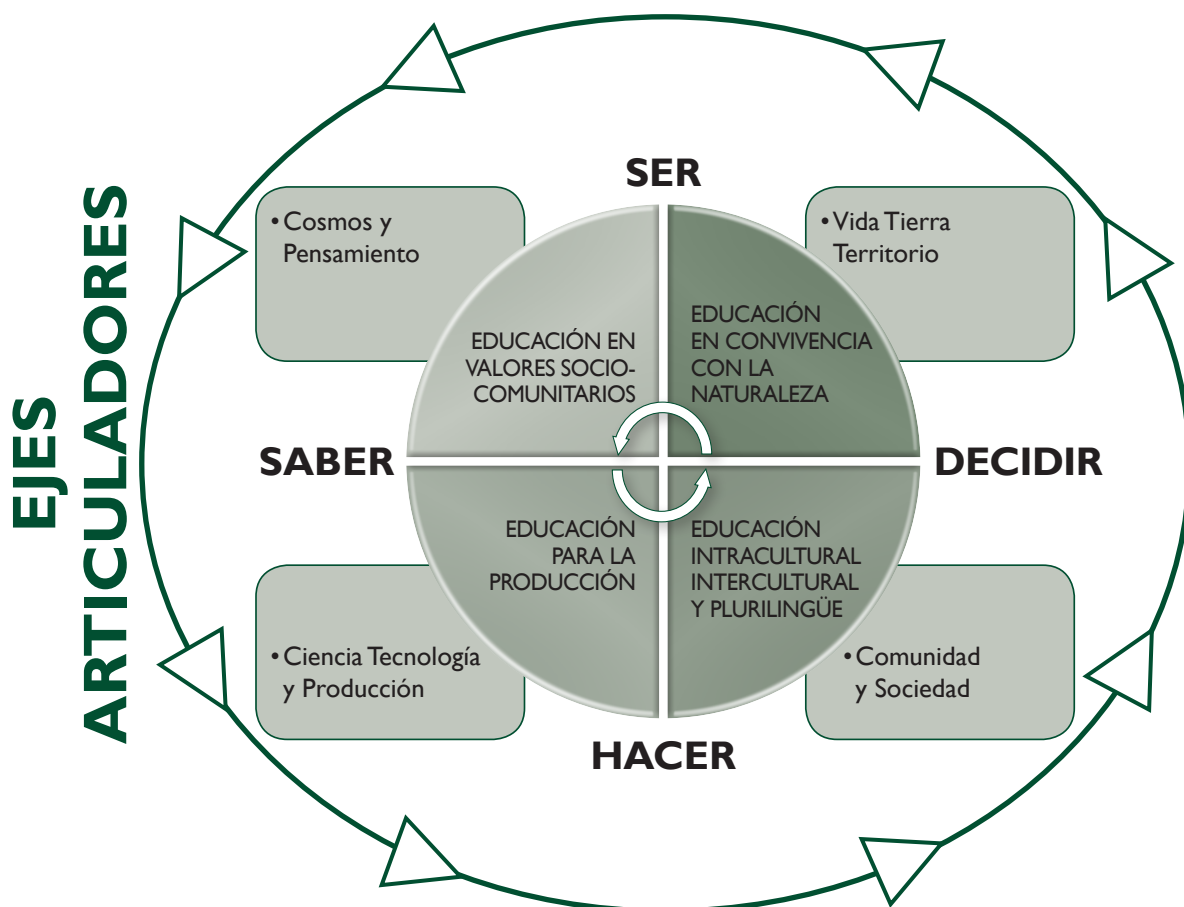 EJES
ARTICULADORES
SER
• Cosmos y
Pensamiento
• Vida Tierra
Territorio
EDUCACIÓN EN
VALORES SOCIO-
COMUNITARIOS
EDUCACIÓN
EN CONVIVENCIA
CON LA
NATURALEZA
SABER
DECIDIR
EDUCACIÓN
PARA LA
PRODUCCIÓN
EDUCACIÓN
INTRACULTURAL
INTERCULTURAL
Y PLURILINGÜE
• Ciencia Tecnología
y Producción
• Comunidad
y Sociedad
HACER